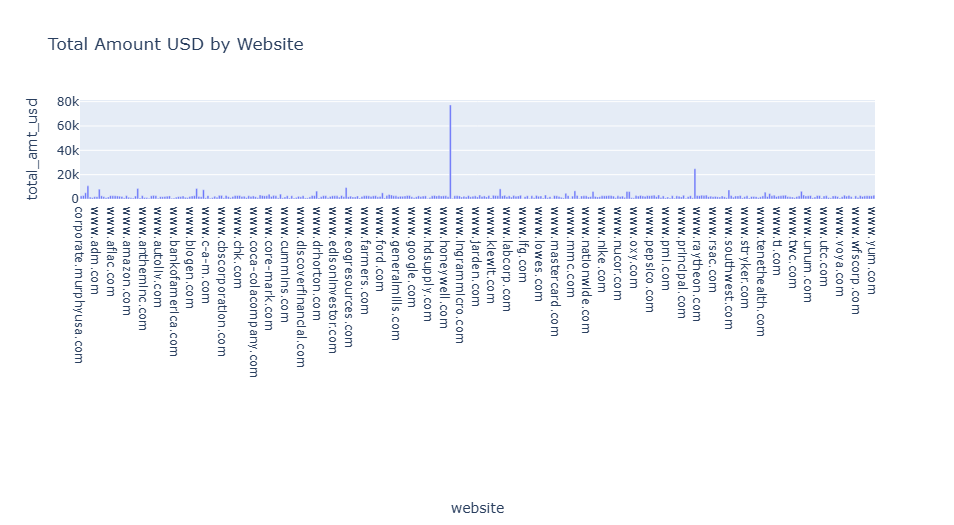 Total Amount USD by Website
total_amt_usd
80k
60k
40k
20k
0
corporate.murphyusa.com
www.adm.com
www.aflac.com
www.amazon.com
www.antheminc.com
www.autoliv.com
www.bankofamerica.com
www.biogen.com
www.c-a-m.com
www.cbscorporation.com
www.chk.com
www.coca-colacompany.com
www.core-mark.com
www.cummins.com
www.discoverfinancial.com
www.drhorton.com
www.edisoninvestor.com
www.eogresources.com
www.farmers.com
www.ford.com
www.generalmills.com
www.google.com
www.hdsupply.com
www.honeywell.com
www.ingrammicro.com
www.jarden.com
www.kiewit.com
www.labcorp.com
www.lfg.com
www.lowes.com
www.mastercard.com
www.mmc.com
www.nationwide.com
www.nike.com
www.nucor.com
www.oxy.com
www.pepsico.com
www.pmi.com
www.principal.com
www.raytheon.com
www.rsac.com
www.southwest.com
www.stryker.com
www.tenethealth.com
www.ti.com
www.twrc.com
www.unum.com
www.utc.com
www.voya.com
www.wfscorp.com
www.yum.com
website